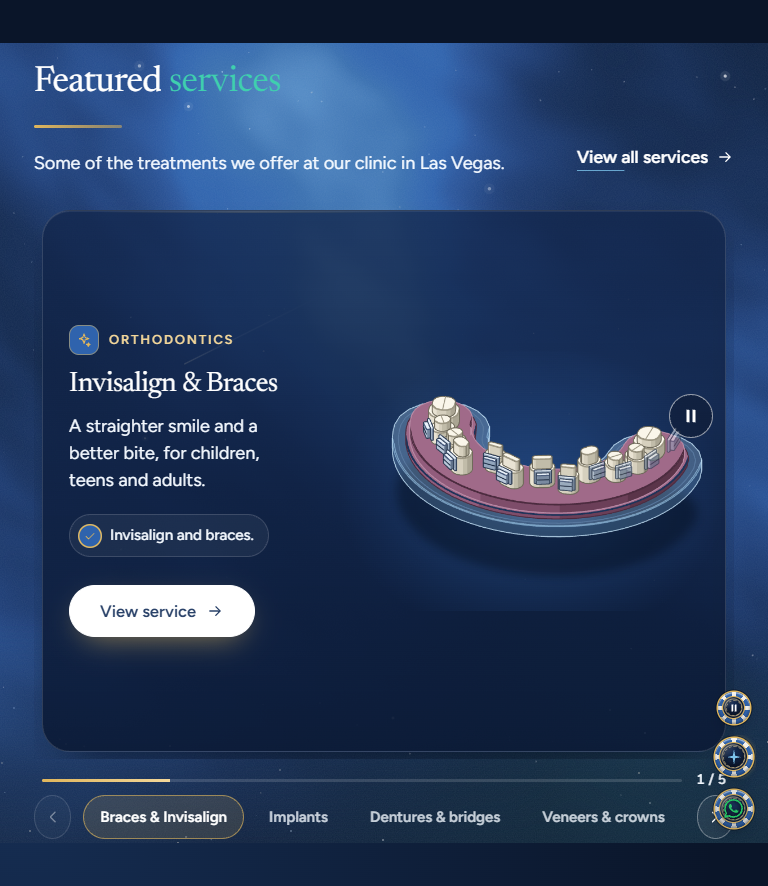 Featured services
Some of the treatments we offer at our clinic in Las Vegas.
View all services →
ORTHODONTICS
Invisalign & Braces
A straighter smile and a
better bite, for children,
teens and adults.
Invisalign and braces.
View service →
1 / 5
Braces & Invisalign
Implants
Dentures & bridges
Veneers & crowns